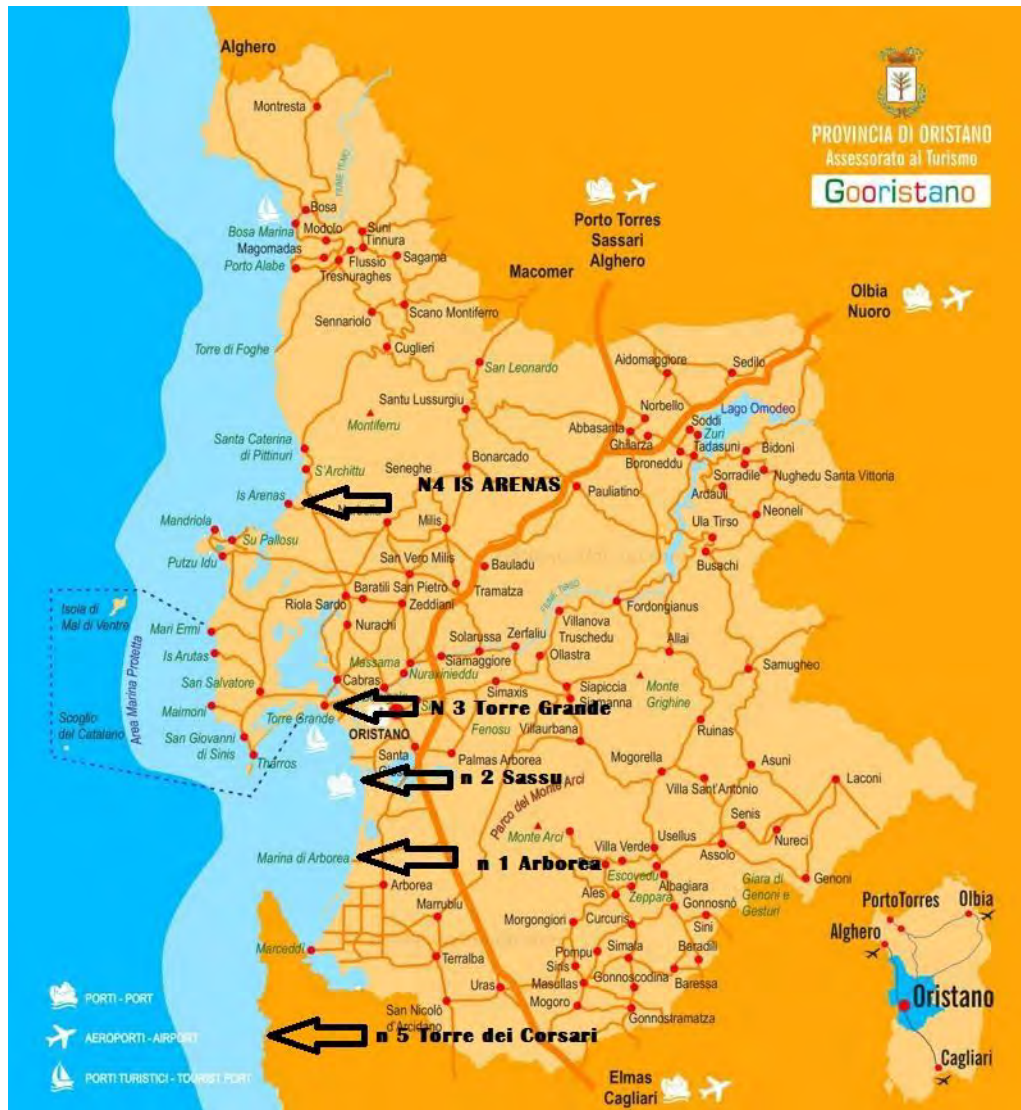 Alghero
Montresta
PROVINCIA DI ORISTANO
Assessorato al Turismo
Gooristano
FIUME TEMO
Porto Torres
Sassari
Alghero
Macomer
Olbia
Nuoro
Bosa
Bosa Marina
Modolo
Suni
Tinnura
Magomadas
Flussio
Sagama
Porto Alabe
Tresnuraghes
Scano Montiferro
Sennariolo
Torre di Foghe
Cuglieri
San Leonardo
Aidomaggiore
Sedilo
Santu Lussurgiu
Montiferru
Norbello
Lago Omodeo
Abbasanta
Ghilarza
Soddi
Zuri
Tadasuni
Bidonì
Boroneddu
Sorradile
Nughedu Santa Vittoria
Santa Caterina
di Pittinuri
S'Archittu
Seneghe
Bonarcado
Is Arenas
N4 IS ARENAS
Pauliatino
Ardauli
Neoneli
Ula Tirso
Mandriola
Su Pallosu
Milis
Putzu Idu
San Vero Milis
Bauladu
Busachi
Baratili San Pietro
Tramatza
Riola Sardo
Zeddiani
FIUME TIRSO
Fordongianus
Isola di
Mal di Ventre
Nurachi
Villanova
Truschedu
Mari Ermi
Solarussa
Zerfaliu
Allai
Is Arutas
Massama
Siamaggiore
Ollastra
Samugheo
Area Marina Protetta
Nuraxinieddu
San Salvatore
Cabras
Simaxis
Siapiccia
Siamanna
Monte
Grighine
Maimoni
Torre Grande
N 3 Torre Grande
Scoglio
del Catalano
San Giovanni
di Sinis
ORISTANO
Fenosu
Villaurbana
Ruinas
Tharros
Santa
Palmas Arborea
Mogorella
Asuni
n 2 Sassu
Laconi
Villa Sant'Antonio
Parco del Monte Arci
Senis
Monte Arci
Usellus
Nureci
Marina di Arborea
n 1 Arborea
Villa Verde
Assolo
Escovedu
Genoni
Arborea
Ales
Zeppara
Albagiara
Giara di
Genoni e
Gesturi
Gonnosnò
Marrubiu
Morgongiori
Curcuris
Sini
PortoTorres
Olbia
Marceddì
Pompu
Simala
Baradili
Alghero
Terralba
Siris
Gonnoscodina
Uras
Masullas
Baressa
PORTI - PORT
San Nicolò
d'Arcidano
Mogoro
Gonnostramatza
Oristano
AEROPORTI - AIRPORT
n 5 Torre dei Corsari
Cagliari
PORTI TURISTICI - TOURIST PORT
Elmas
Cagliari